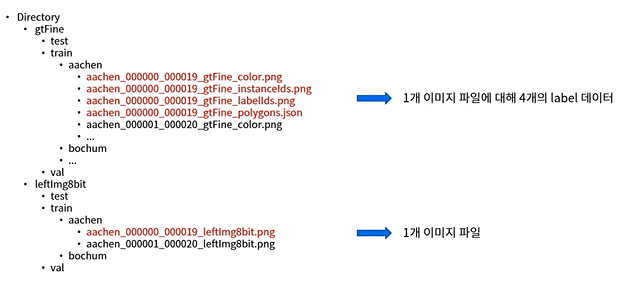 • Directory
• gtFine
• test
• train
• aachen
• aachen_000000_000019_gtFine_color.png
• aachen_000000_000019_gtFine_instanceIds.png
• aachen_000000_000019_gtFine_labelIds.png
• aachen_000000_000019_gtFine_polygons.json
• aachen_000001_000020_gtFine_color.png
• ...
1개 이미지 파일에 대해 4개의 label 데이터
• bochum
• ...
• val
• leftImg8bit
• test
• train
• aachen
• aachen_000000_000019_leftImg8bit.png
• aachen_000001_000020_leftImg8bit.png
1개 이미지 파일
• bochum
• val